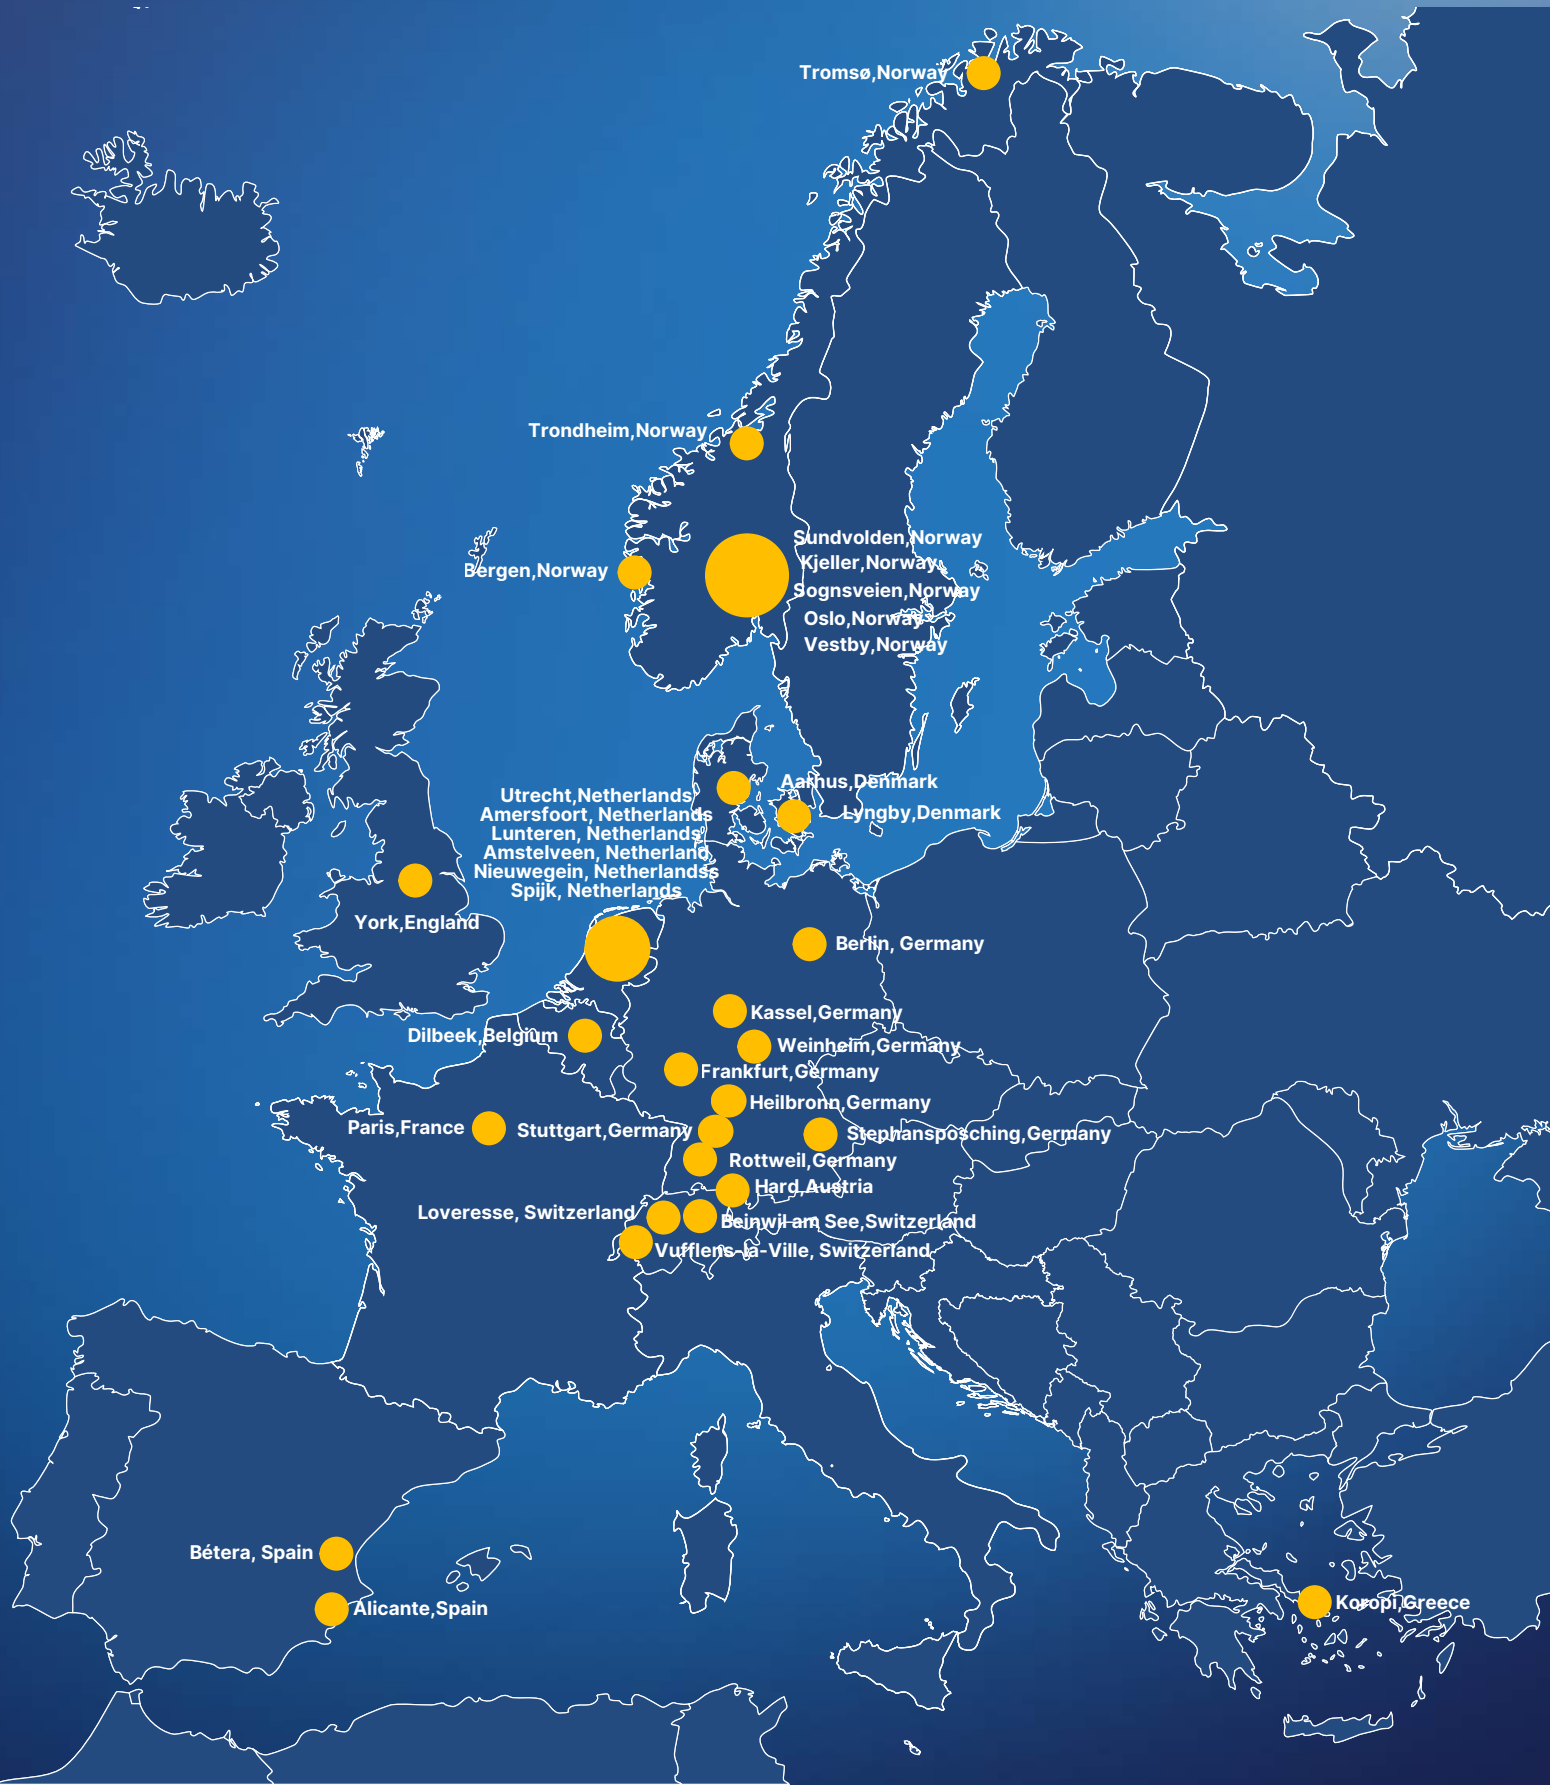 Tromsø,Norway
Trondheim,Norway
Sundvolden,Norway
Kjeller,Norway
Bergen,Norway
Sognsveien,Norway
Oslo,Norway
Vestby,Norway
Aarhus,Denmark
Lyngby,Denmark
Utrecht,Netherlands
Amersfoort, Netherlands
Lunteren, Netherlands
Amstelveen, Netherland
Nieuwegein, Netherlandss
Spijk, Netherlands
York,England
Berlin, Germany
Kassel,Germany
Dilbeek,Belgium
Weinheim,Germany
Frankfurt,Germany
Heilbronn,Germany
Paris,France
Stuttgart,Germany
Stephansposching,Germany
Rottweil,Germany
Hard,Austria
Loveresse, Switzerland
Beinwil am See,Switzerland
Vufflens-la-Ville, Switzerland
Bétera, Spain
Alicante,Spain
Koropi,Greece